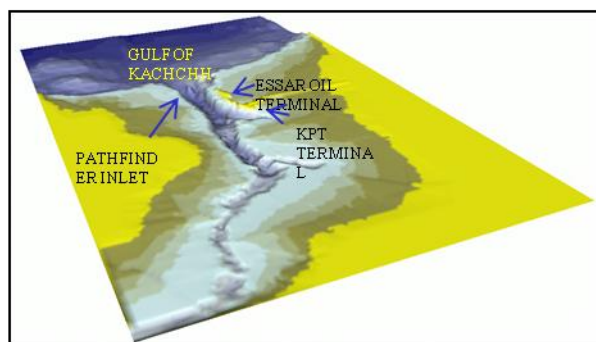 GULF OF
KACHCHH
ESSAR OIL
TERMINAL
KPT
TERMINA
L
PATHFIND
ER INLET